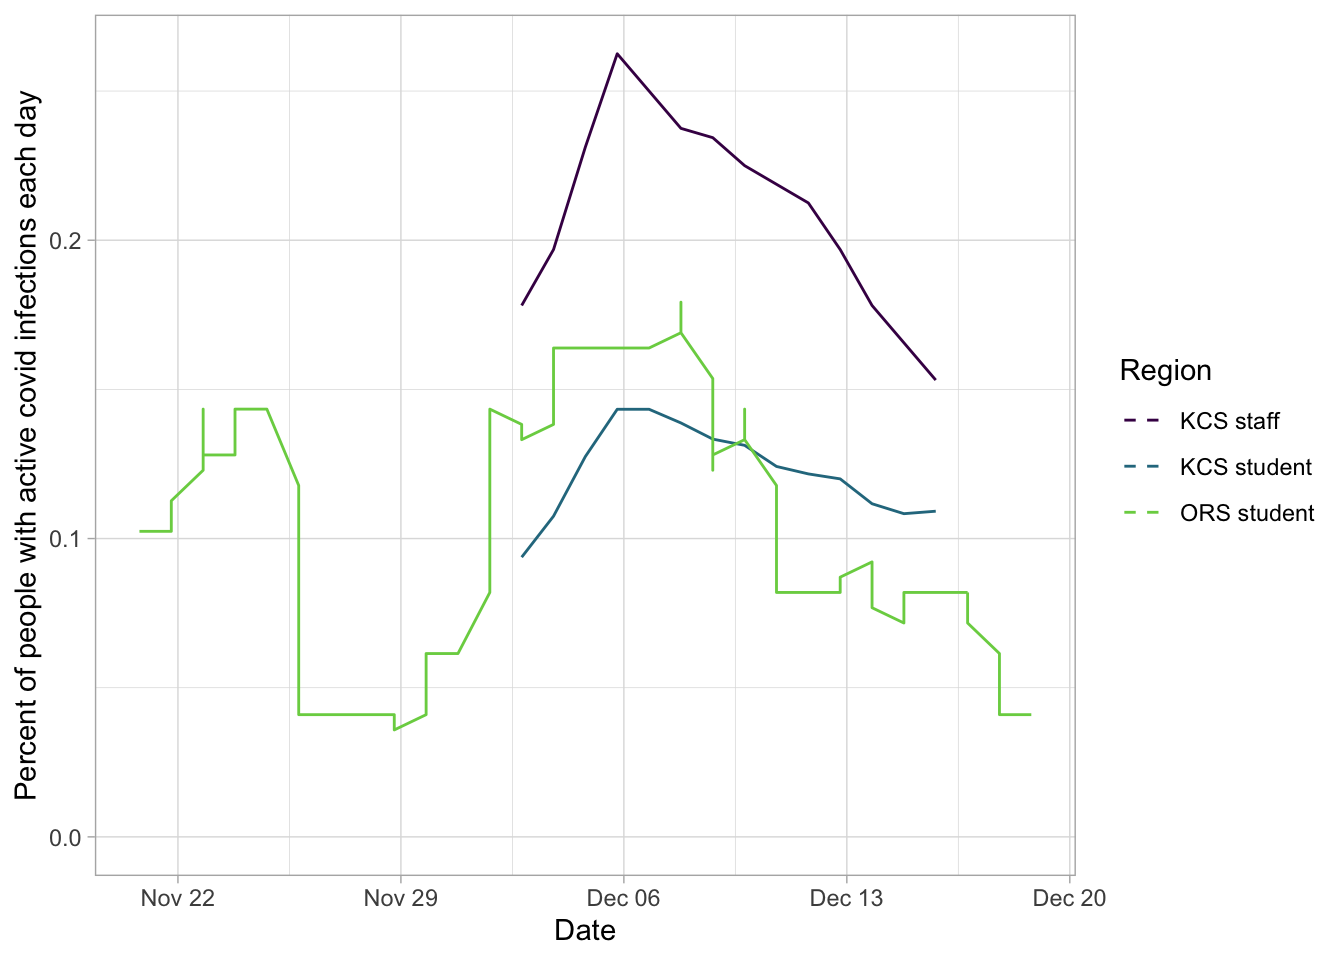 Percent of people with active covid infections each day
0.2
0.1
0.0
Nov 22
Nov 29
Dec 06
Dec 13
Dec 20
Date
Region
KCS staff
KCS student
ORS student